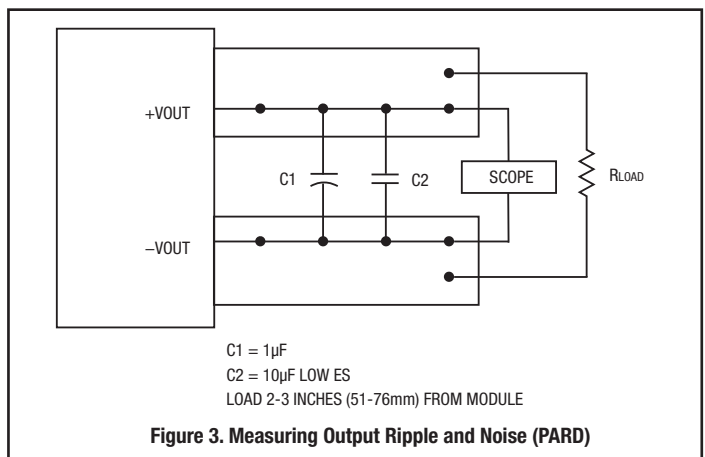 +VOUT
C1
C2
SCOPE
RLOAD
−VOUT
C1 = 1µF
C2 = 10µF LOW ES
LOAD 2-3 INCHES (51-76mm) FROM MODULE
Figure 3. Measuring Output Ripple and Noise (PARD)